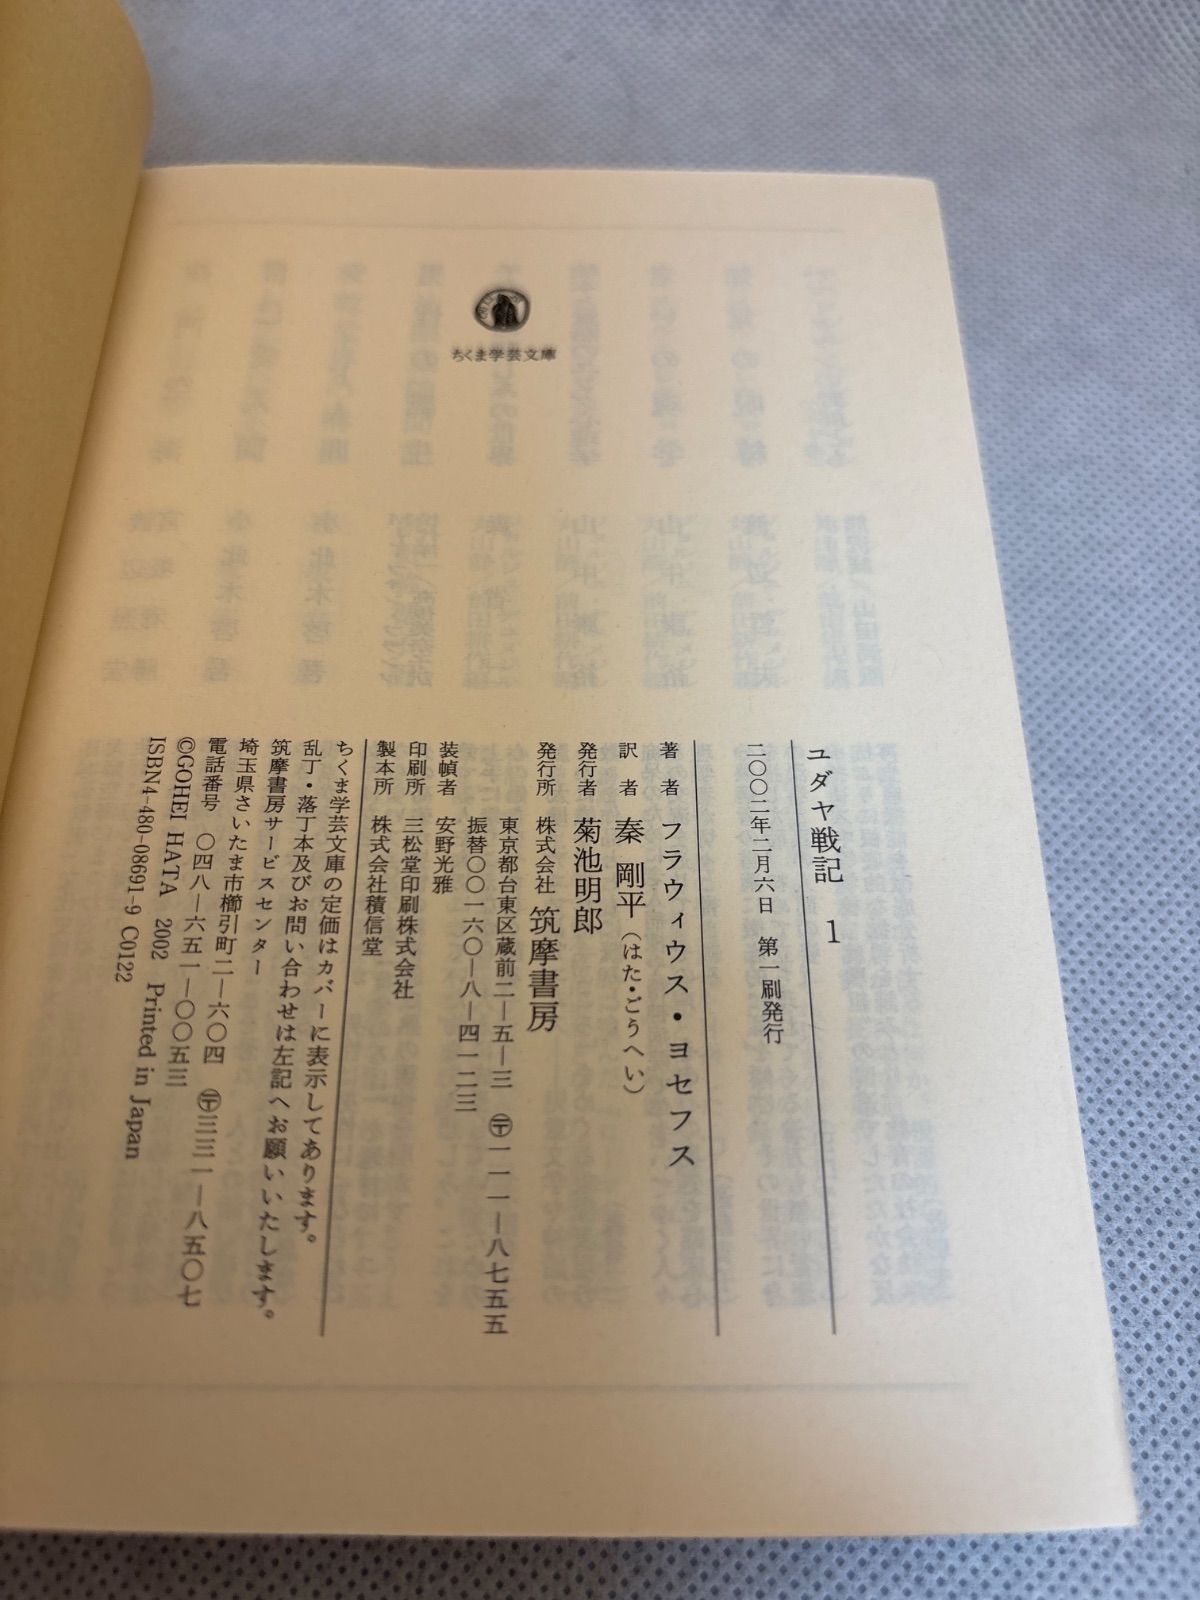 ちくま学芸文庫
ユダヤ戦記 1
二〇〇二年二月六日 第一刷発行
著者 フラウィウス・ヨセフス
訳者 秦剛平(はた・ごうへい)
発行者 菊池明郎
発行所 株式会社 筑摩書房
東京都台東区蔵前二―五―三 〒一一一―八七五五
振替〇〇一六〇―八―四一二三
装幀者 安野光雅
印刷所 三松堂印刷株式会社
製本所 株式会社積信堂
ちくま学芸文庫の定価はカバーに表示してあります。
乱丁・落丁本及びお問い合わせは左記へお願いいたします。
筑摩書房サービスセンター
埼玉県さいたま市櫛引町二―六〇四 〒三三一―八五〇七
電話番号 〇四八―六五一―〇〇五三
©GOHEI HATA 2002 Printed in Japan
ISBN4-480-08691-9 C0122